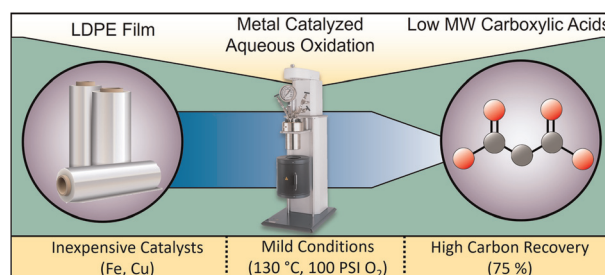 LDPE Film
Metal Catalyzed
Aqueous Oxidation
Low MW Carboxylic Acids
Inexpensive Catalysts
(Fe, Cu)
Mild Conditions
(130 °C, 100 PSI O₂)
High Carbon Recovery
(75 %)